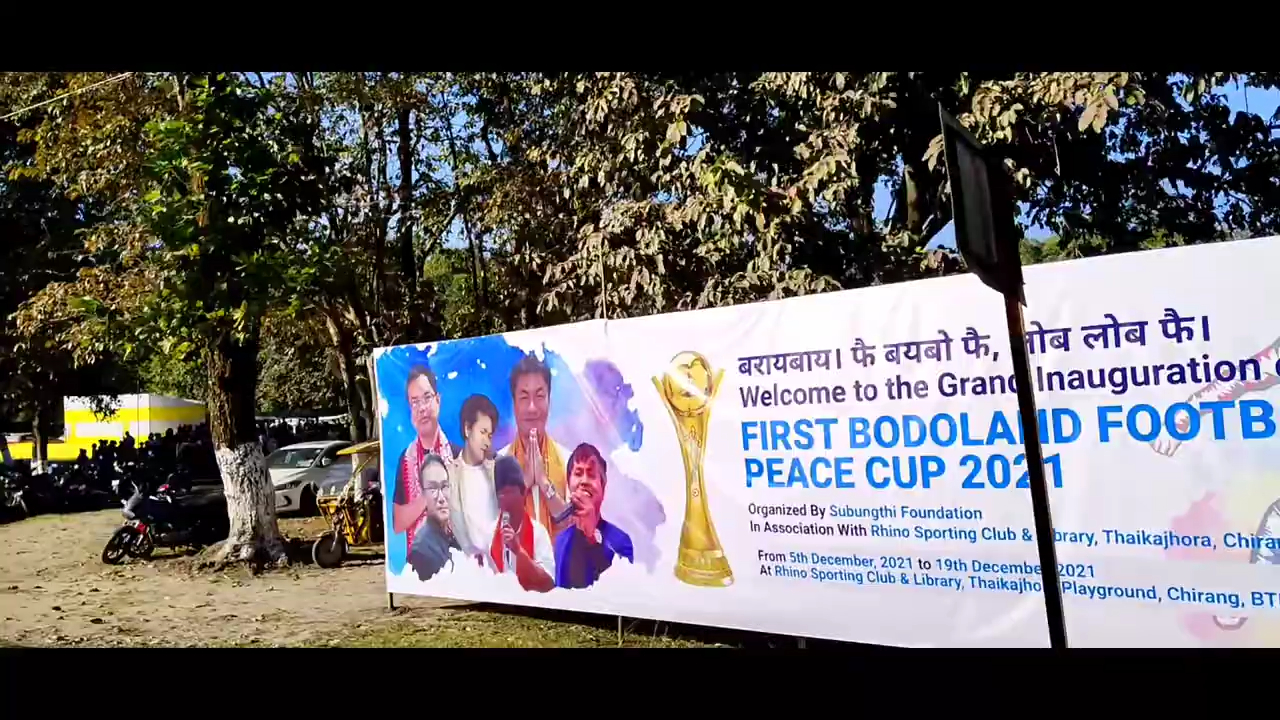 बरायबाय। फै बयबो फै, लोब लोब फै।
Welcome to the Grand Inauguration
FIRST BODOLAND FOOTB
PEACE CUP 2021
Organized By Subungthi Foundation
In Association With Rhino Sporting Club & Library, Thaikajhora, Chira
From 5th December, 2021 to 19th December 2021
At Rhino Sporting Club & Library, Thaikajho Playground, Chirang, BT